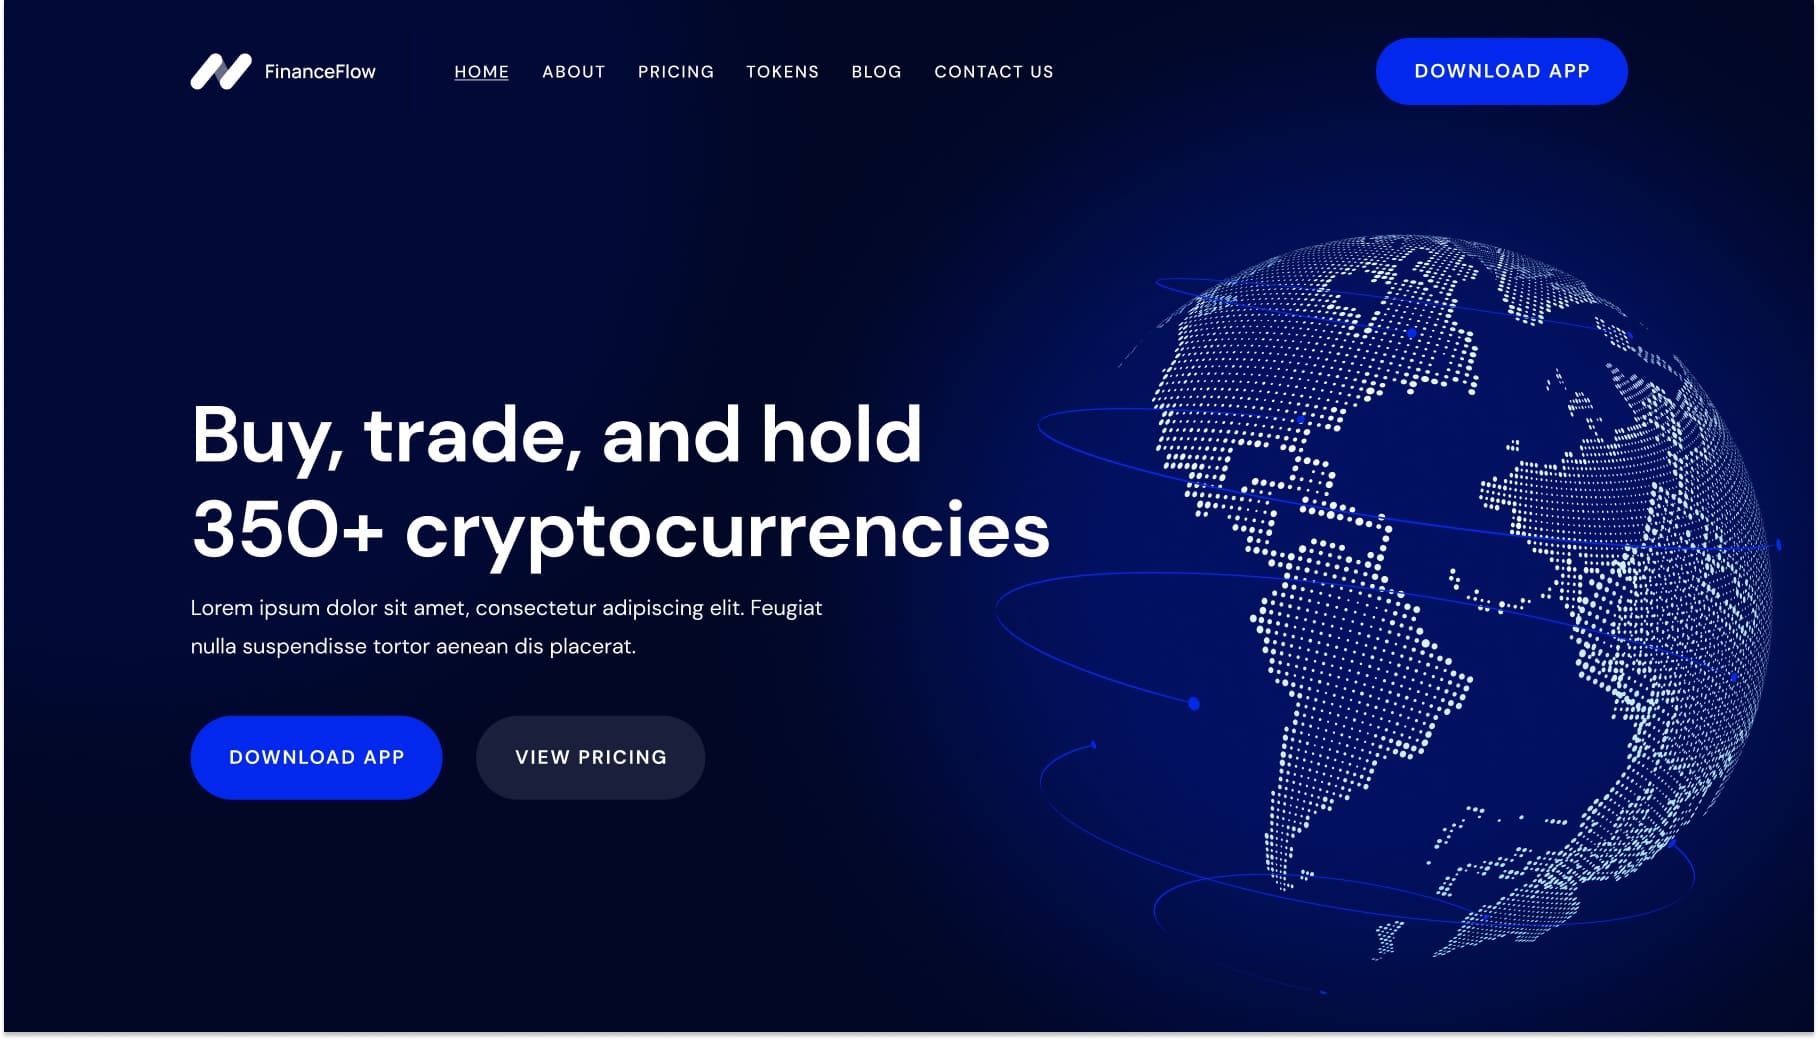 FinanceFlow
HOME ABOUT PRICING TOKENS BLOG CONTACT US
DOWNLOAD APP
Buy, trade, and hold
350+ cryptocurrencies
Lorem ipsum dolor sit amet, consectetur adipiscing elit. Feugiat
nulla suspendisse tortor aenean dis placerat.
DOWNLOAD APP
VIEW PRICING